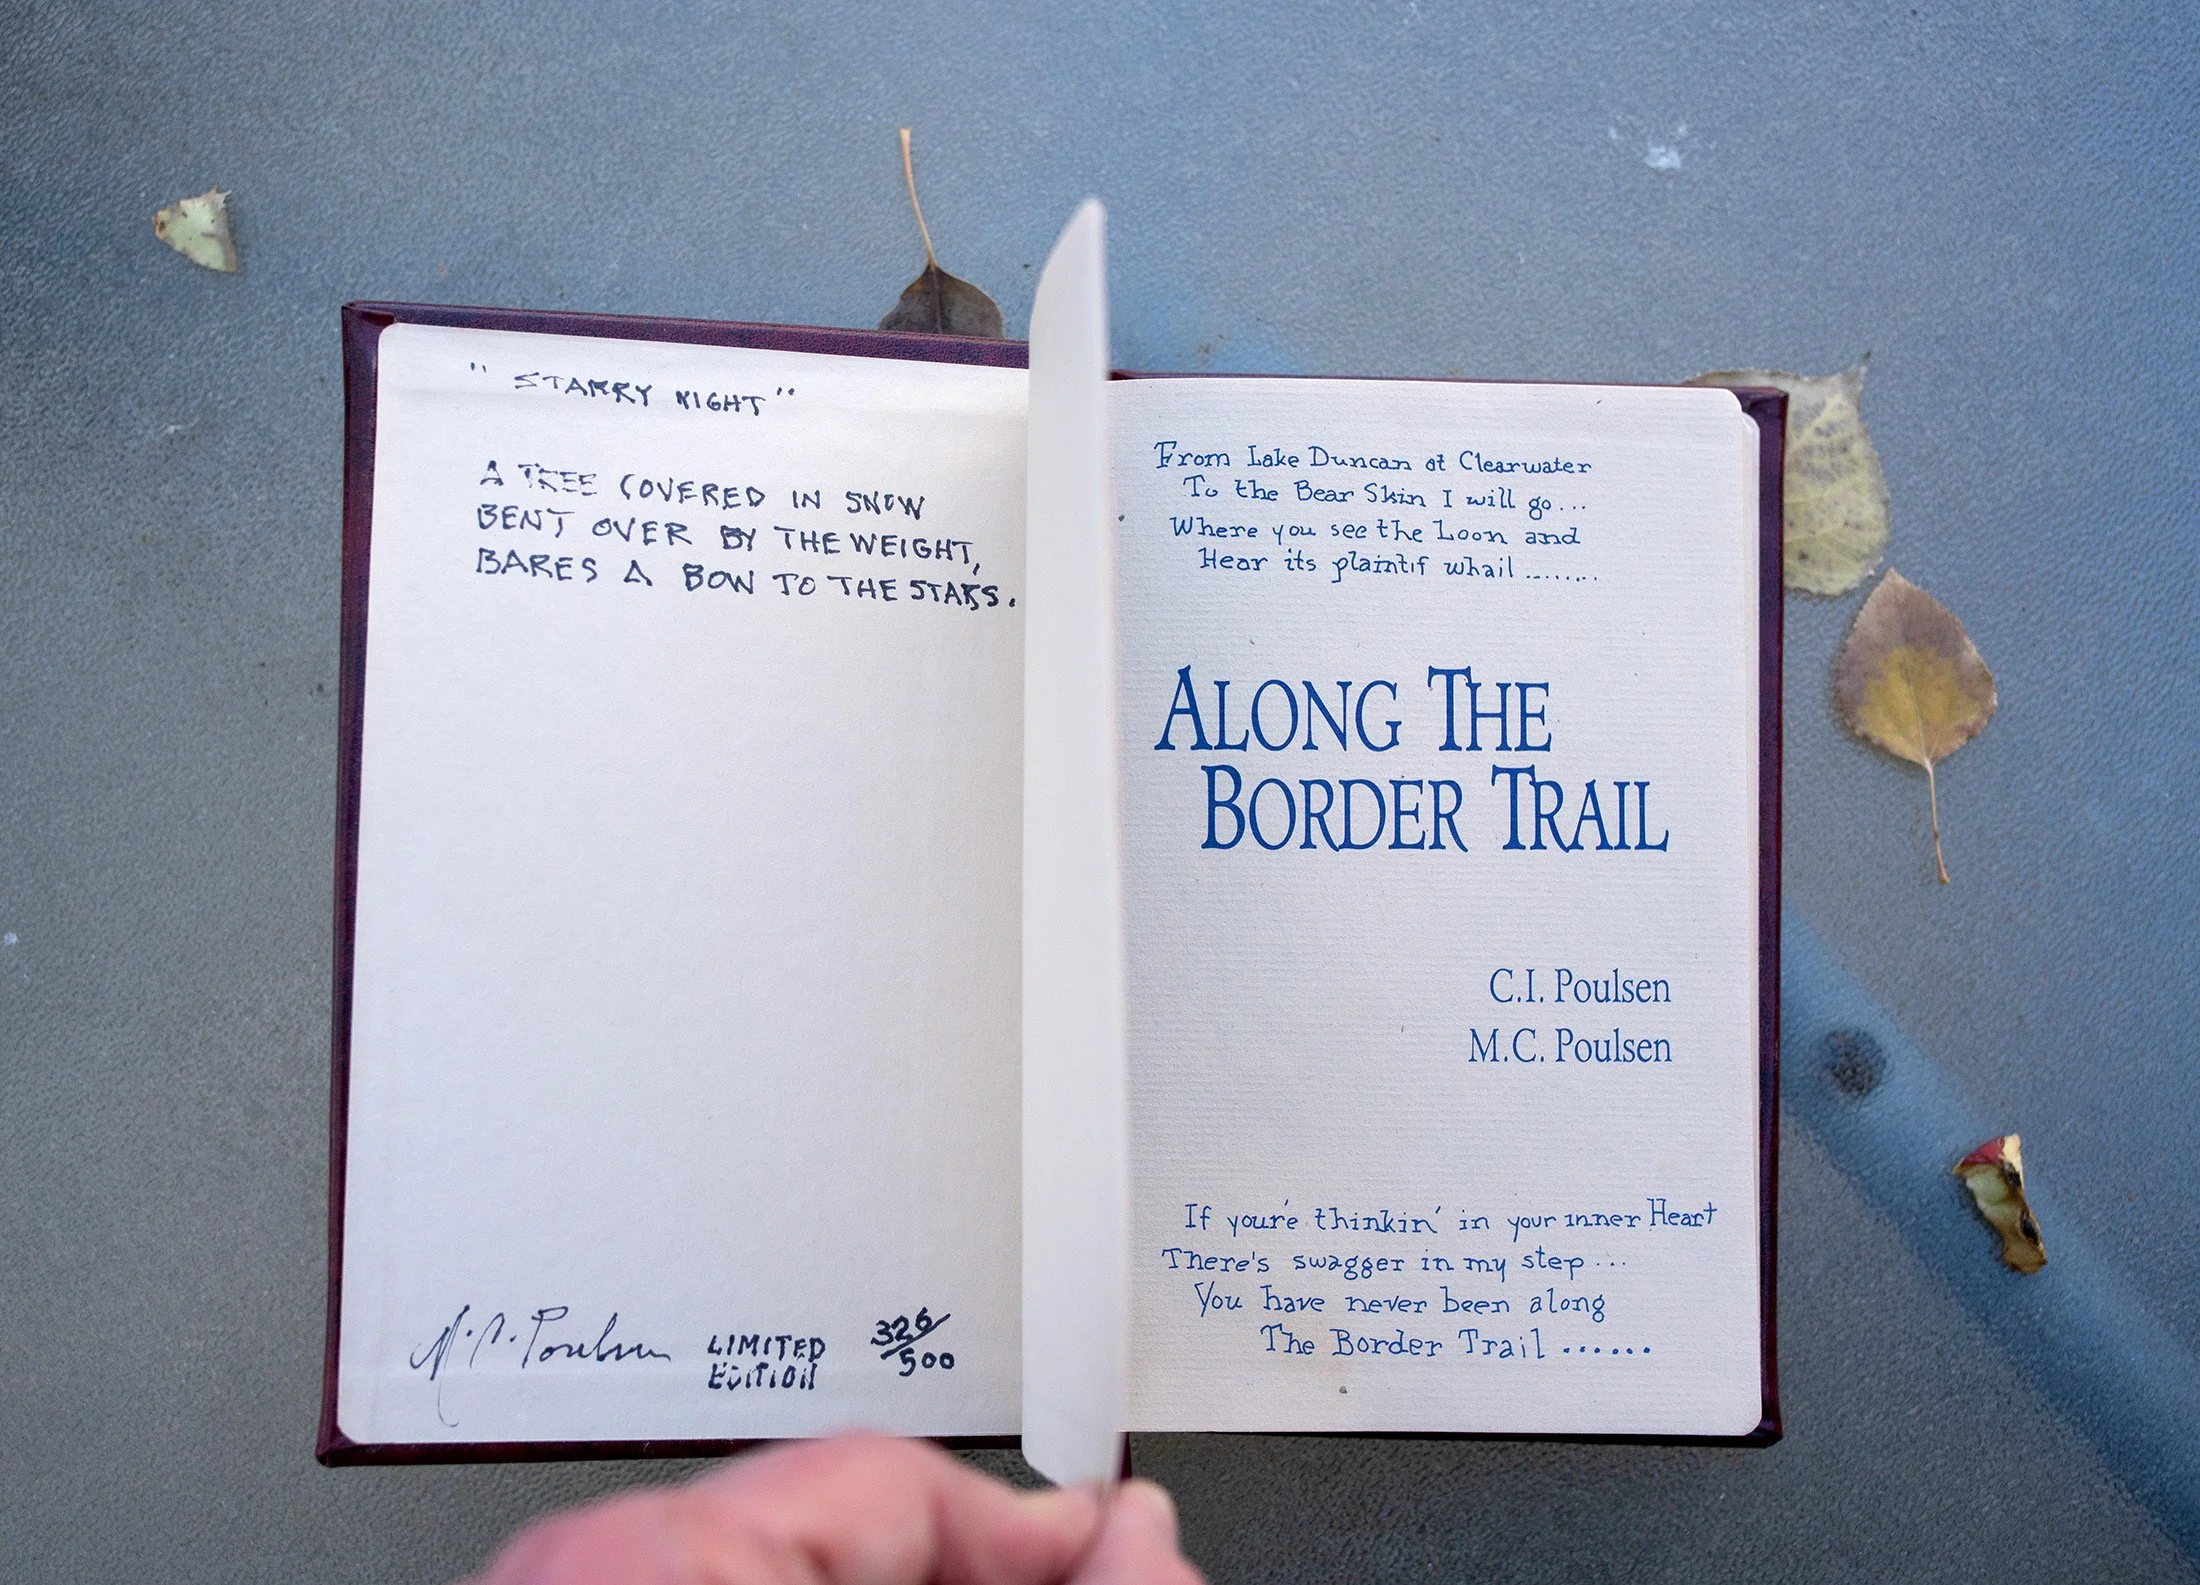 " STARRY NIGHT"
A TREE COVERED IN SNOW
BENT OVER BY THE WEIGHT,
BARES A BOW TO THE STARS.
M.C. Poulsen
LIMITED
EDITION
326/500
From Lake Duncan at Clearwater
To the Bear Skin I will go...
Where you see the Loon and
Hear its plaintif whail ........
ALONG THE
BORDER TRAIL
C.I. Poulsen
M.C. Poulsen
If your'e thinkin' in your inner Heart
There's swagger in my step...
You have never been along
The Border Trail ......